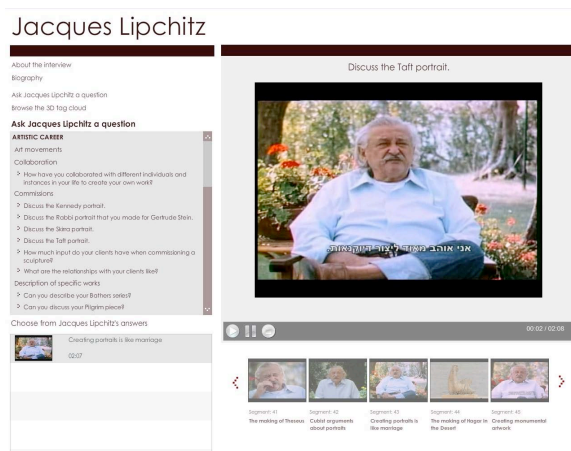 Jacques Lipchitz
About the interview
Biography
Ask Jacques Lipchitz a question
Browse the 3D tag cloud
Ask Jacques Lipchitz a question
ARTISTIC CAREER
Art movements
Collaboration
> How have you collaborated with different individuals and
instances in your life to create your own work?
Commissions
> Discuss the Kennedy portrait.
> Discuss the Rabbi portrait that you made for Gertrude Stein.
> Discuss the Skira portrait.
> Discuss the Taft portrait.
> How much input do your clients have when commissioning a
sculpture?
> What are the relationships with your clients like?
Description of specific works
> Can you describe your Bathers series?
> Can you discuss your Pilgrim piece?
Choose from Jacques Lipchitz's answers
Creating portraits is like marriage
02:07
Discuss the Taft portrait.
אני אוהב מאוד ליצור דיוקנאות.
00:02 / 02:08
Segment: 41
The making of Theseus
Segment: 42
Cubist arguments
about portraits
Segment: 43
Creating portraits is
like marriage
Segment: 44
The making of Hagar in
the Desert
Segment: 45
Creating monumental
artwork